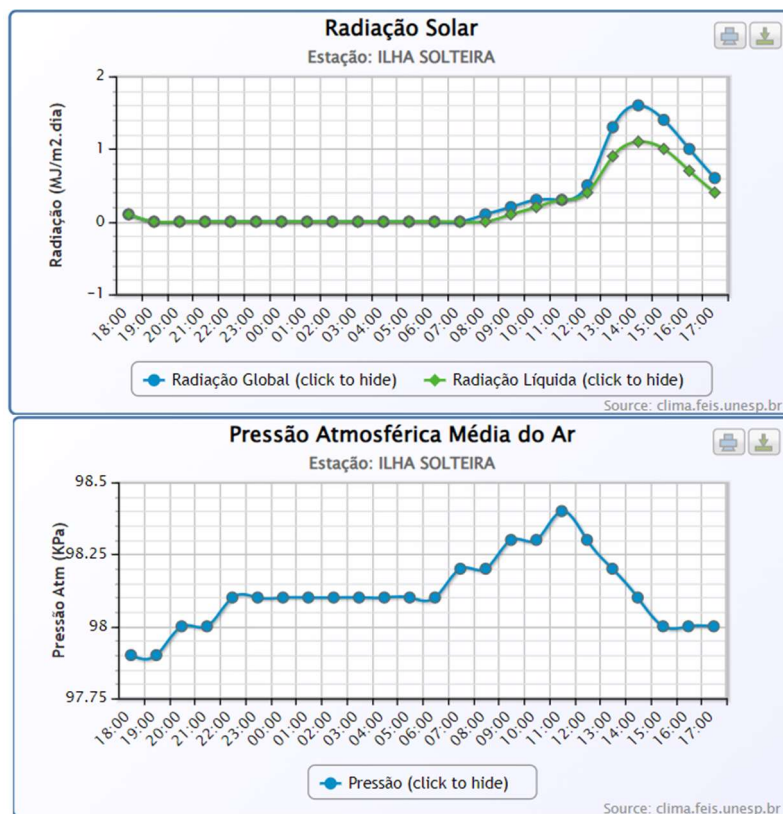 Radiação Solar
Estação: ILHA SOLTEIRA
Radiação (MJ/m2.dia)
2
1
0
-1
18:00 19:00 20:00 21:00 22:00 23:00 00:00 01:00 02:00 03:00 04:00 05:00 06:00 07:00 08:00 09:00 10:00 11:00 12:00 13:00 14:00 15:00 16:00 17:00
Radiação Global (click to hide) Radiação Líquida (click to hide)
Source: clima.feis.unesp.br
Pressão Atmosférica Média do Ar
Estação: ILHA SOLTEIRA
Pressão Atm (KPa)
98.5
98.25
98
97.75
18:00 19:00 20:00 21:00 22:00 23:00 00:00 01:00 02:00 03:00 04:00 05:00 06:00 07:00 08:00 09:00 10:00 11:00 12:00 13:00 14:00 15:00 16:00 17:00
Pressão (click to hide)
Source: clima.feis.unesp.br